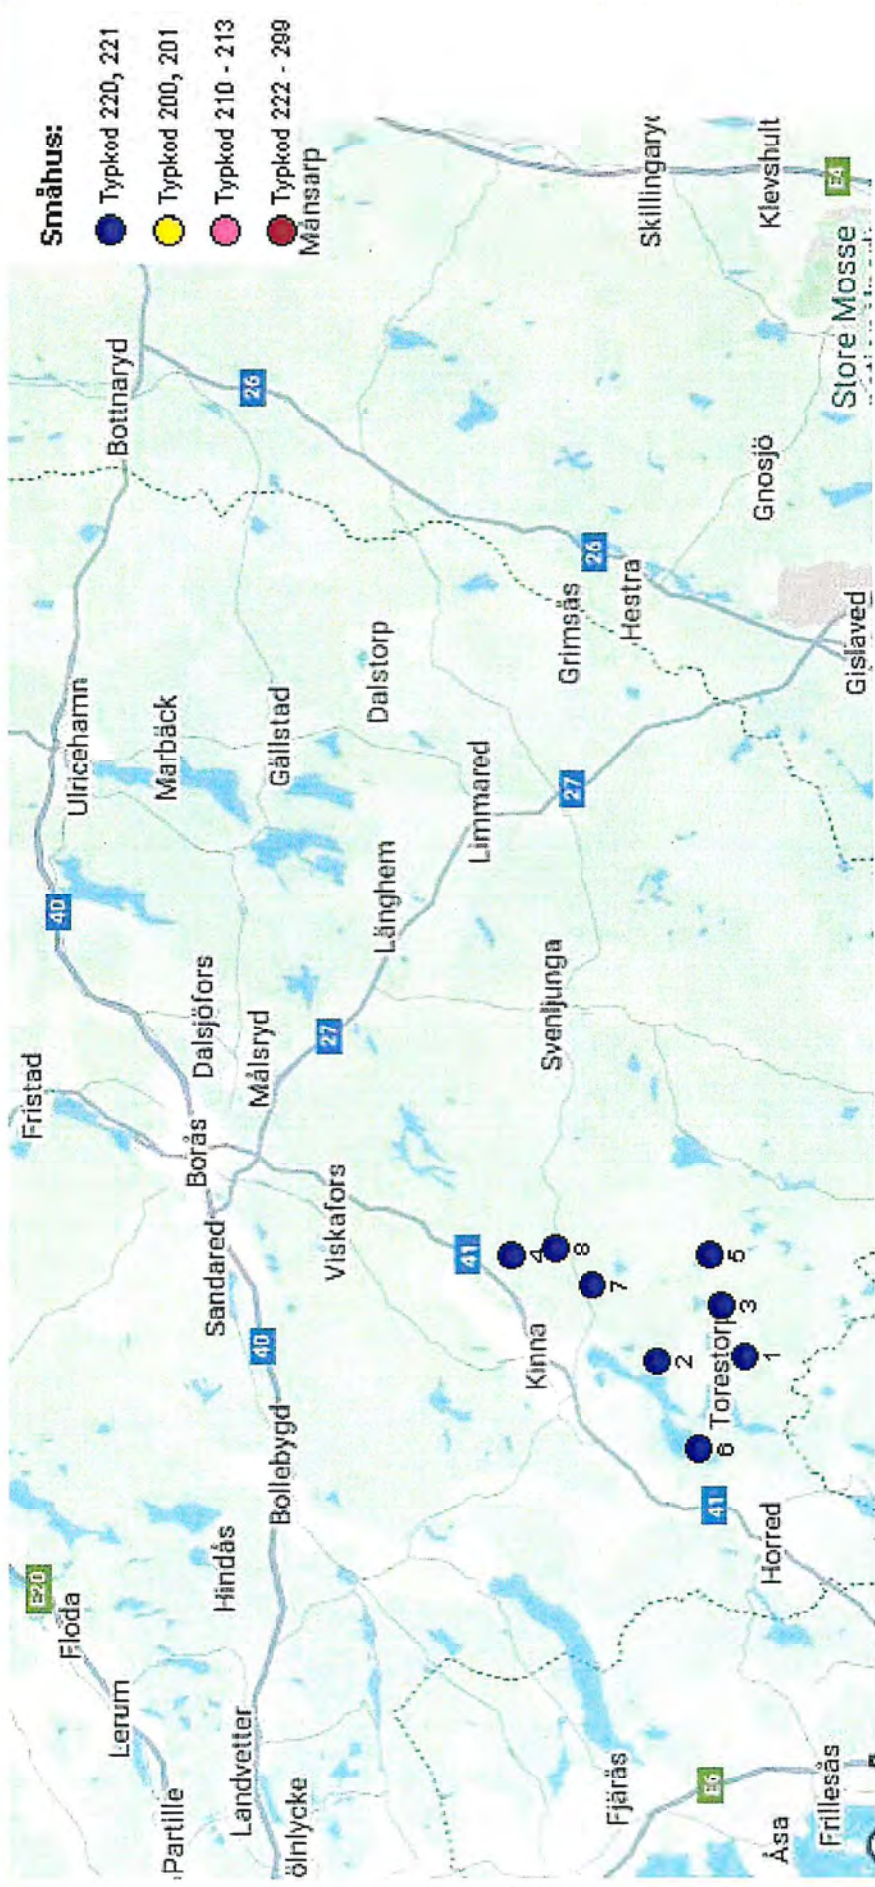 Småhus:
Typkod 220, 221
Typkod 200, 201
Typkod 210 - 213
Typkod 222 - 299
Månsarp
Fristad
Bottnaryd
E20
Floda
40
Ulricehamn
Lerum
Hindås
Sandared
Borås
Dalsjöfors
Marbäck
Partille
Landvetter
Bollebygd
40
Målsryd
Gällstad
26
ölnlycke
Viskafors
27
Länghem
Dalstorp
41
Limmared
4
Kinna
8
Svenljunga
27
Grimsås
26
7
Hestra
Fjärås
2
Skillingary
6
Torestorp
3
5
E6
41
1
Horred
Gnosjö
Klevshult
Åsa
Frillesås
Gislaved
Store Mosse
E4